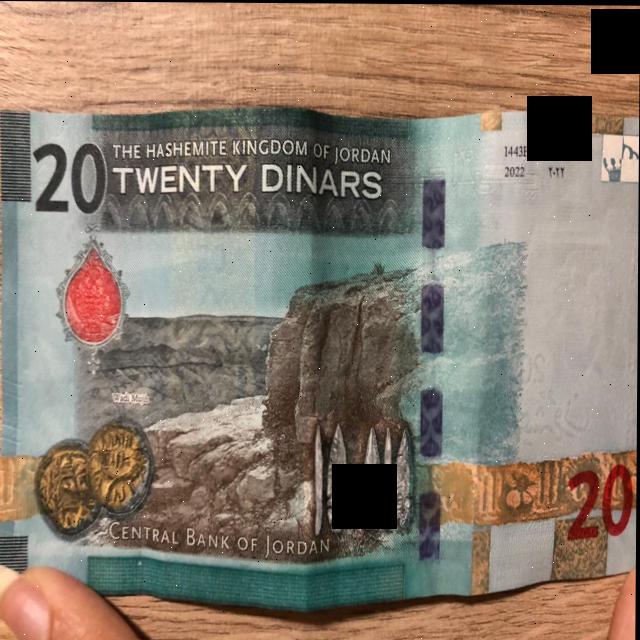 20
THE HASHEMITE KINGDOM OF JORDAN
TWENTY DINARS
2022 ٢٠٢٢
CENTRAL BANK OF JORDAN
20